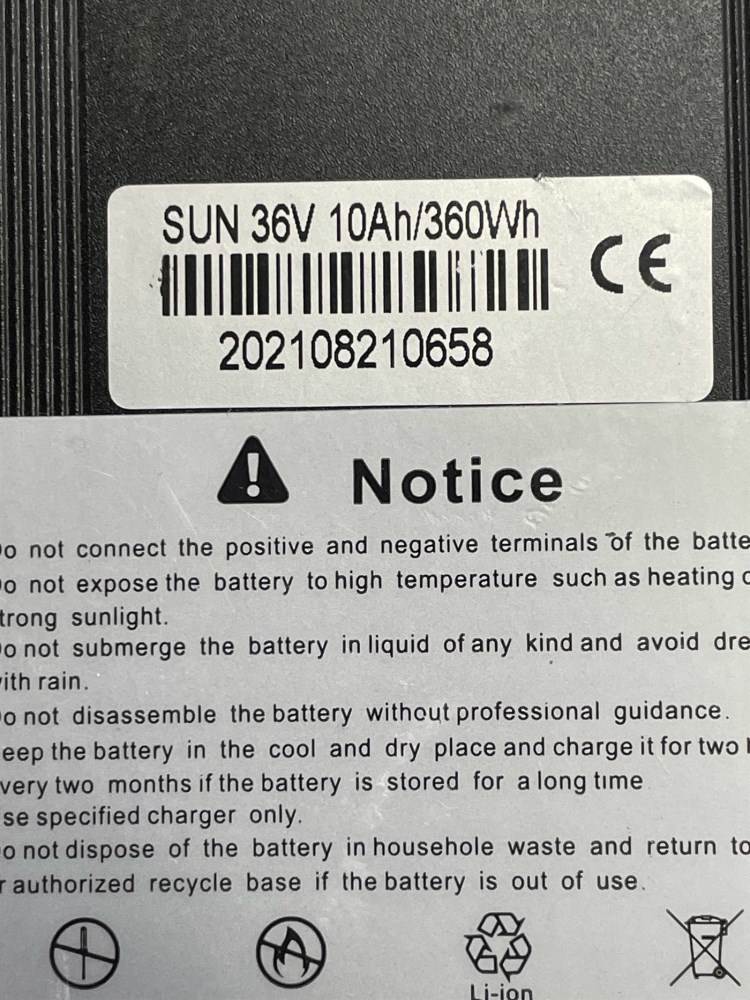 SUN 36V 10Ah/360Wh
CE
202108210658
Notice
o not connect the positive and negative terminals of the batte
o not expose the battery to high temperature such as heating o
trong sunlight.
o not submerge the battery in liquid of any kind and avoid dre
ith rain.
o not disassemble the battery without professional guidance.
eep the battery in the cool and dry place and charge it for two
very two months if the battery is stored for a long time
se specified charger only.
o not dispose of the battery in household waste and return to
r authorized recycle base if the battery is out of use.
Li-ion